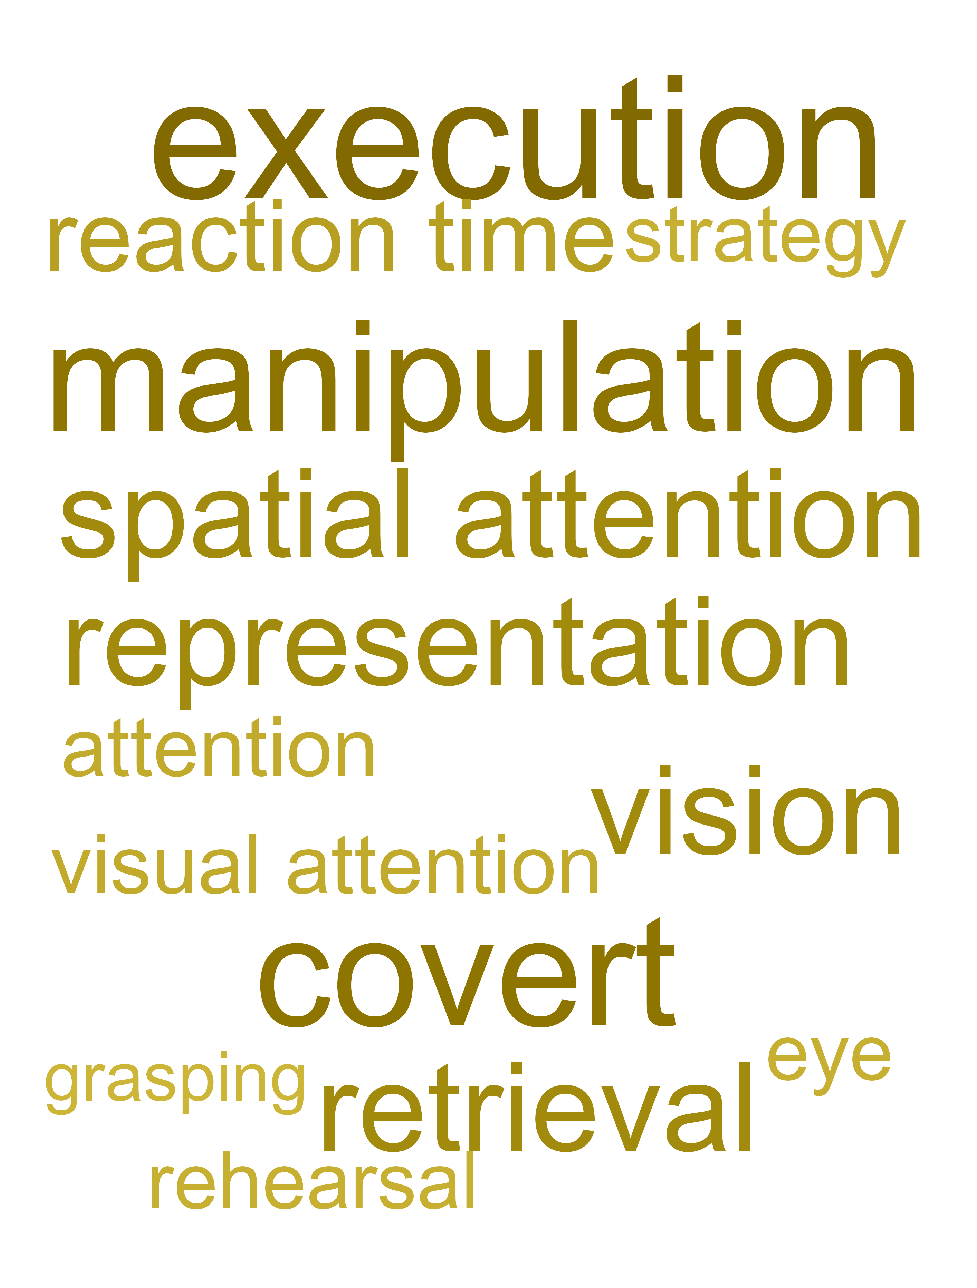 execution
reaction time strategy
manipulation
spatial attention
representation
attention
vision
visual attention
covert
eye
grasping retrieval
rehearsal